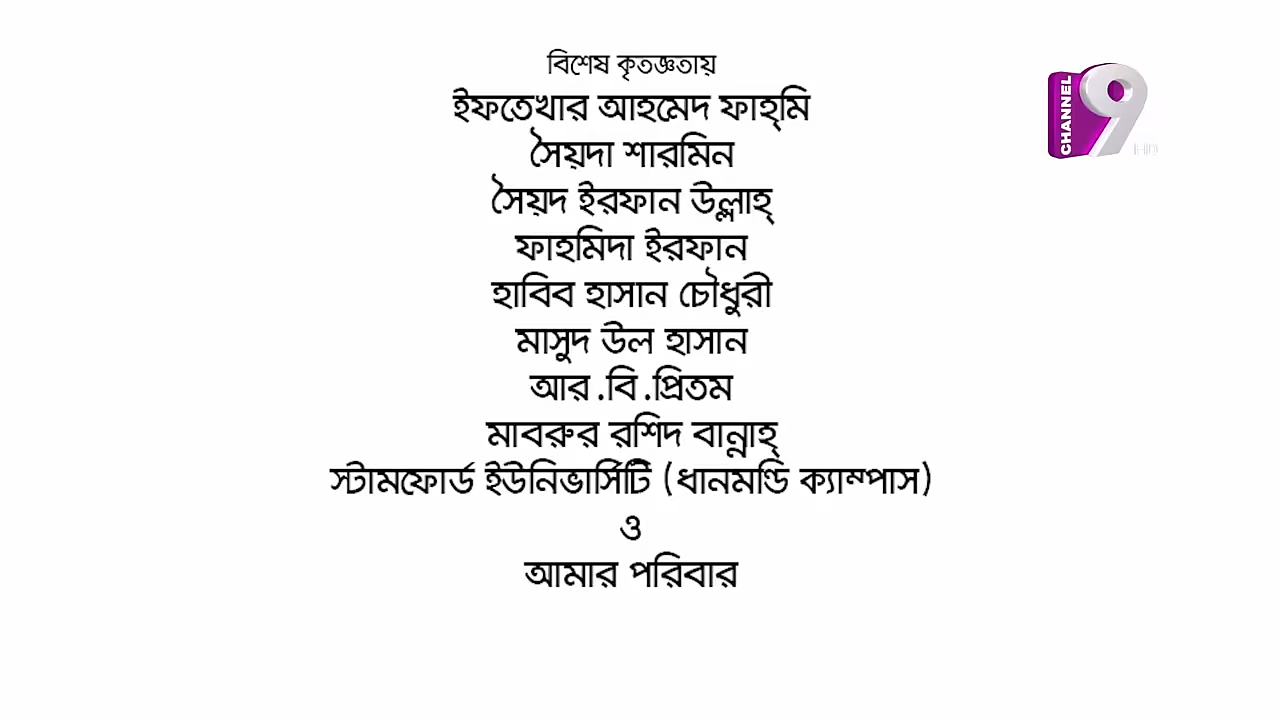 বিশেষ কৃতজ্ঞতায়
ইফতেখার আহমেদ ফাহ্‌মি
সৈয়দা শারমিন
সৈয়দ ইরফান উল্লাহ্
ফাহমিদা ইরফান
হাবিব হাসান চৌধুরী
মাসুদ উল হাসান
আর.বি.প্রিতম
মাবরুর রশিদ বান্নাহ্
স্টামফোর্ড ইউনিভার্সিটি (ধানমন্ডি ক্যাম্পাস)
ও
আমার পরিবার
CHANNEL 9
HD